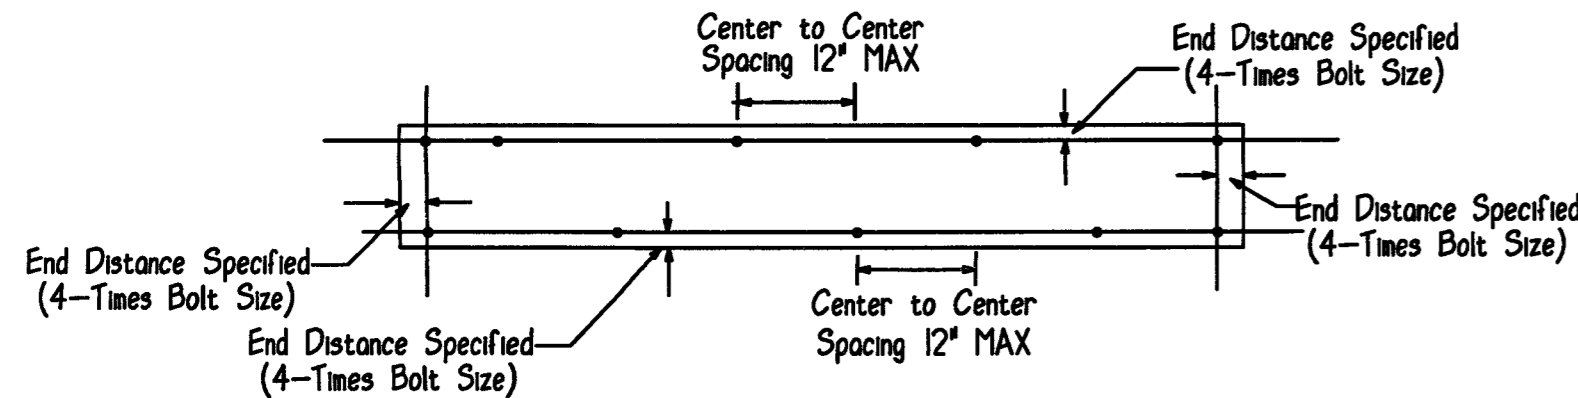 Center to Center
Spacing 12" MAX
End Distance Specified
(4-Times Bolt Size)
End Distance Specified
(4-Times Bolt Size)
End Distance Specified
(4-Times Bolt Size)
Center to Center
Spacing 12" MAX
End Distance Specified
(4-Times Bolt Size)